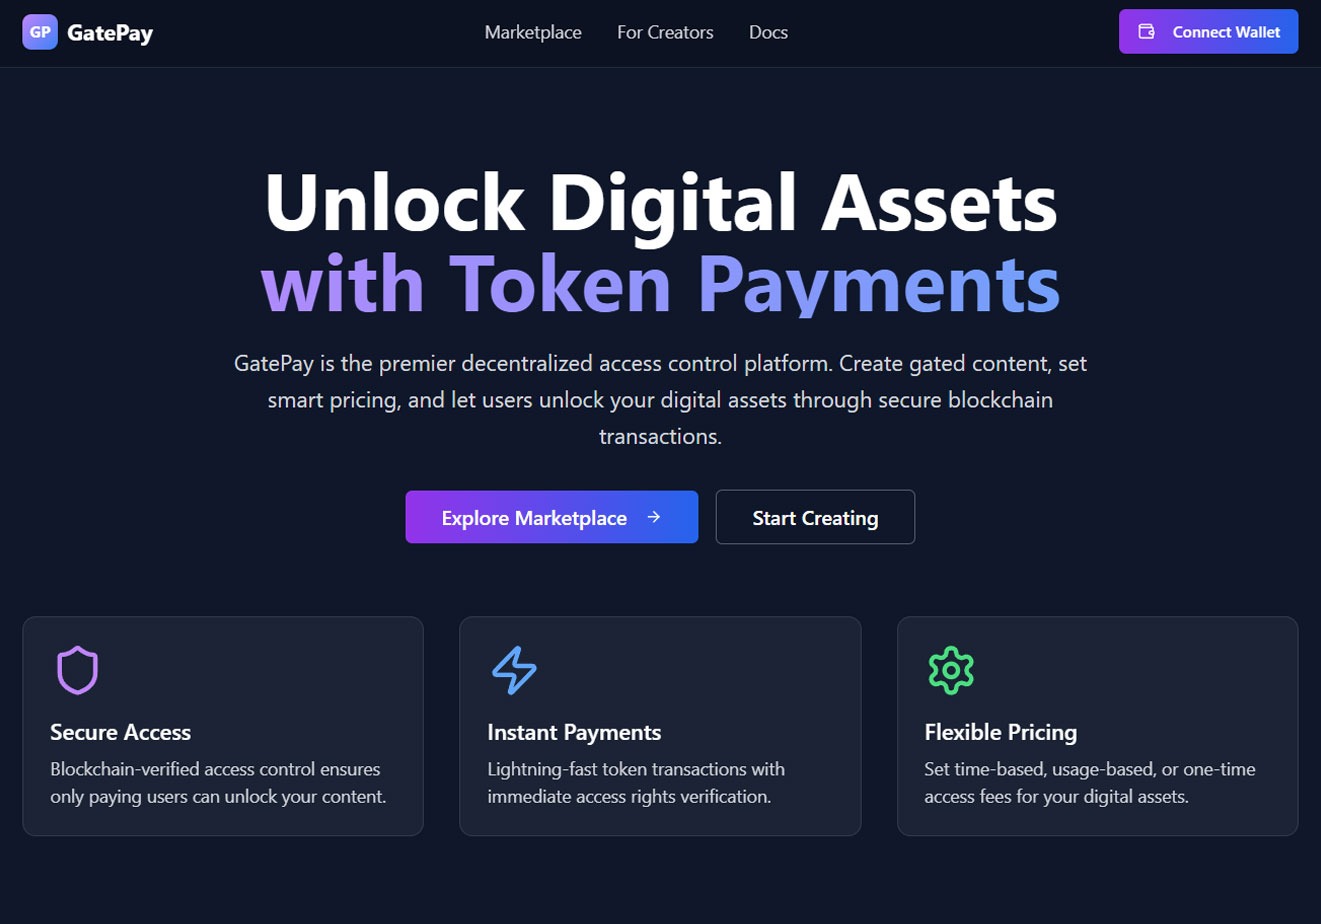 GP GatePay
Marketplace
For Creators
Docs
Connect Wallet
Unlock Digital Assets
with Token Payments
GatePay is the premier decentralized access control platform. Create gated content, set
smart pricing, and let users unlock your digital assets through secure blockchain
transactions.
Explore Marketplace →
Start Creating
Secure Access
Blockchain-verified access control ensures
only paying users can unlock your content.
Instant Payments
Lightning-fast token transactions with
immediate access rights verification.
Flexible Pricing
Set time-based, usage-based, or one-time
access fees for your digital assets.